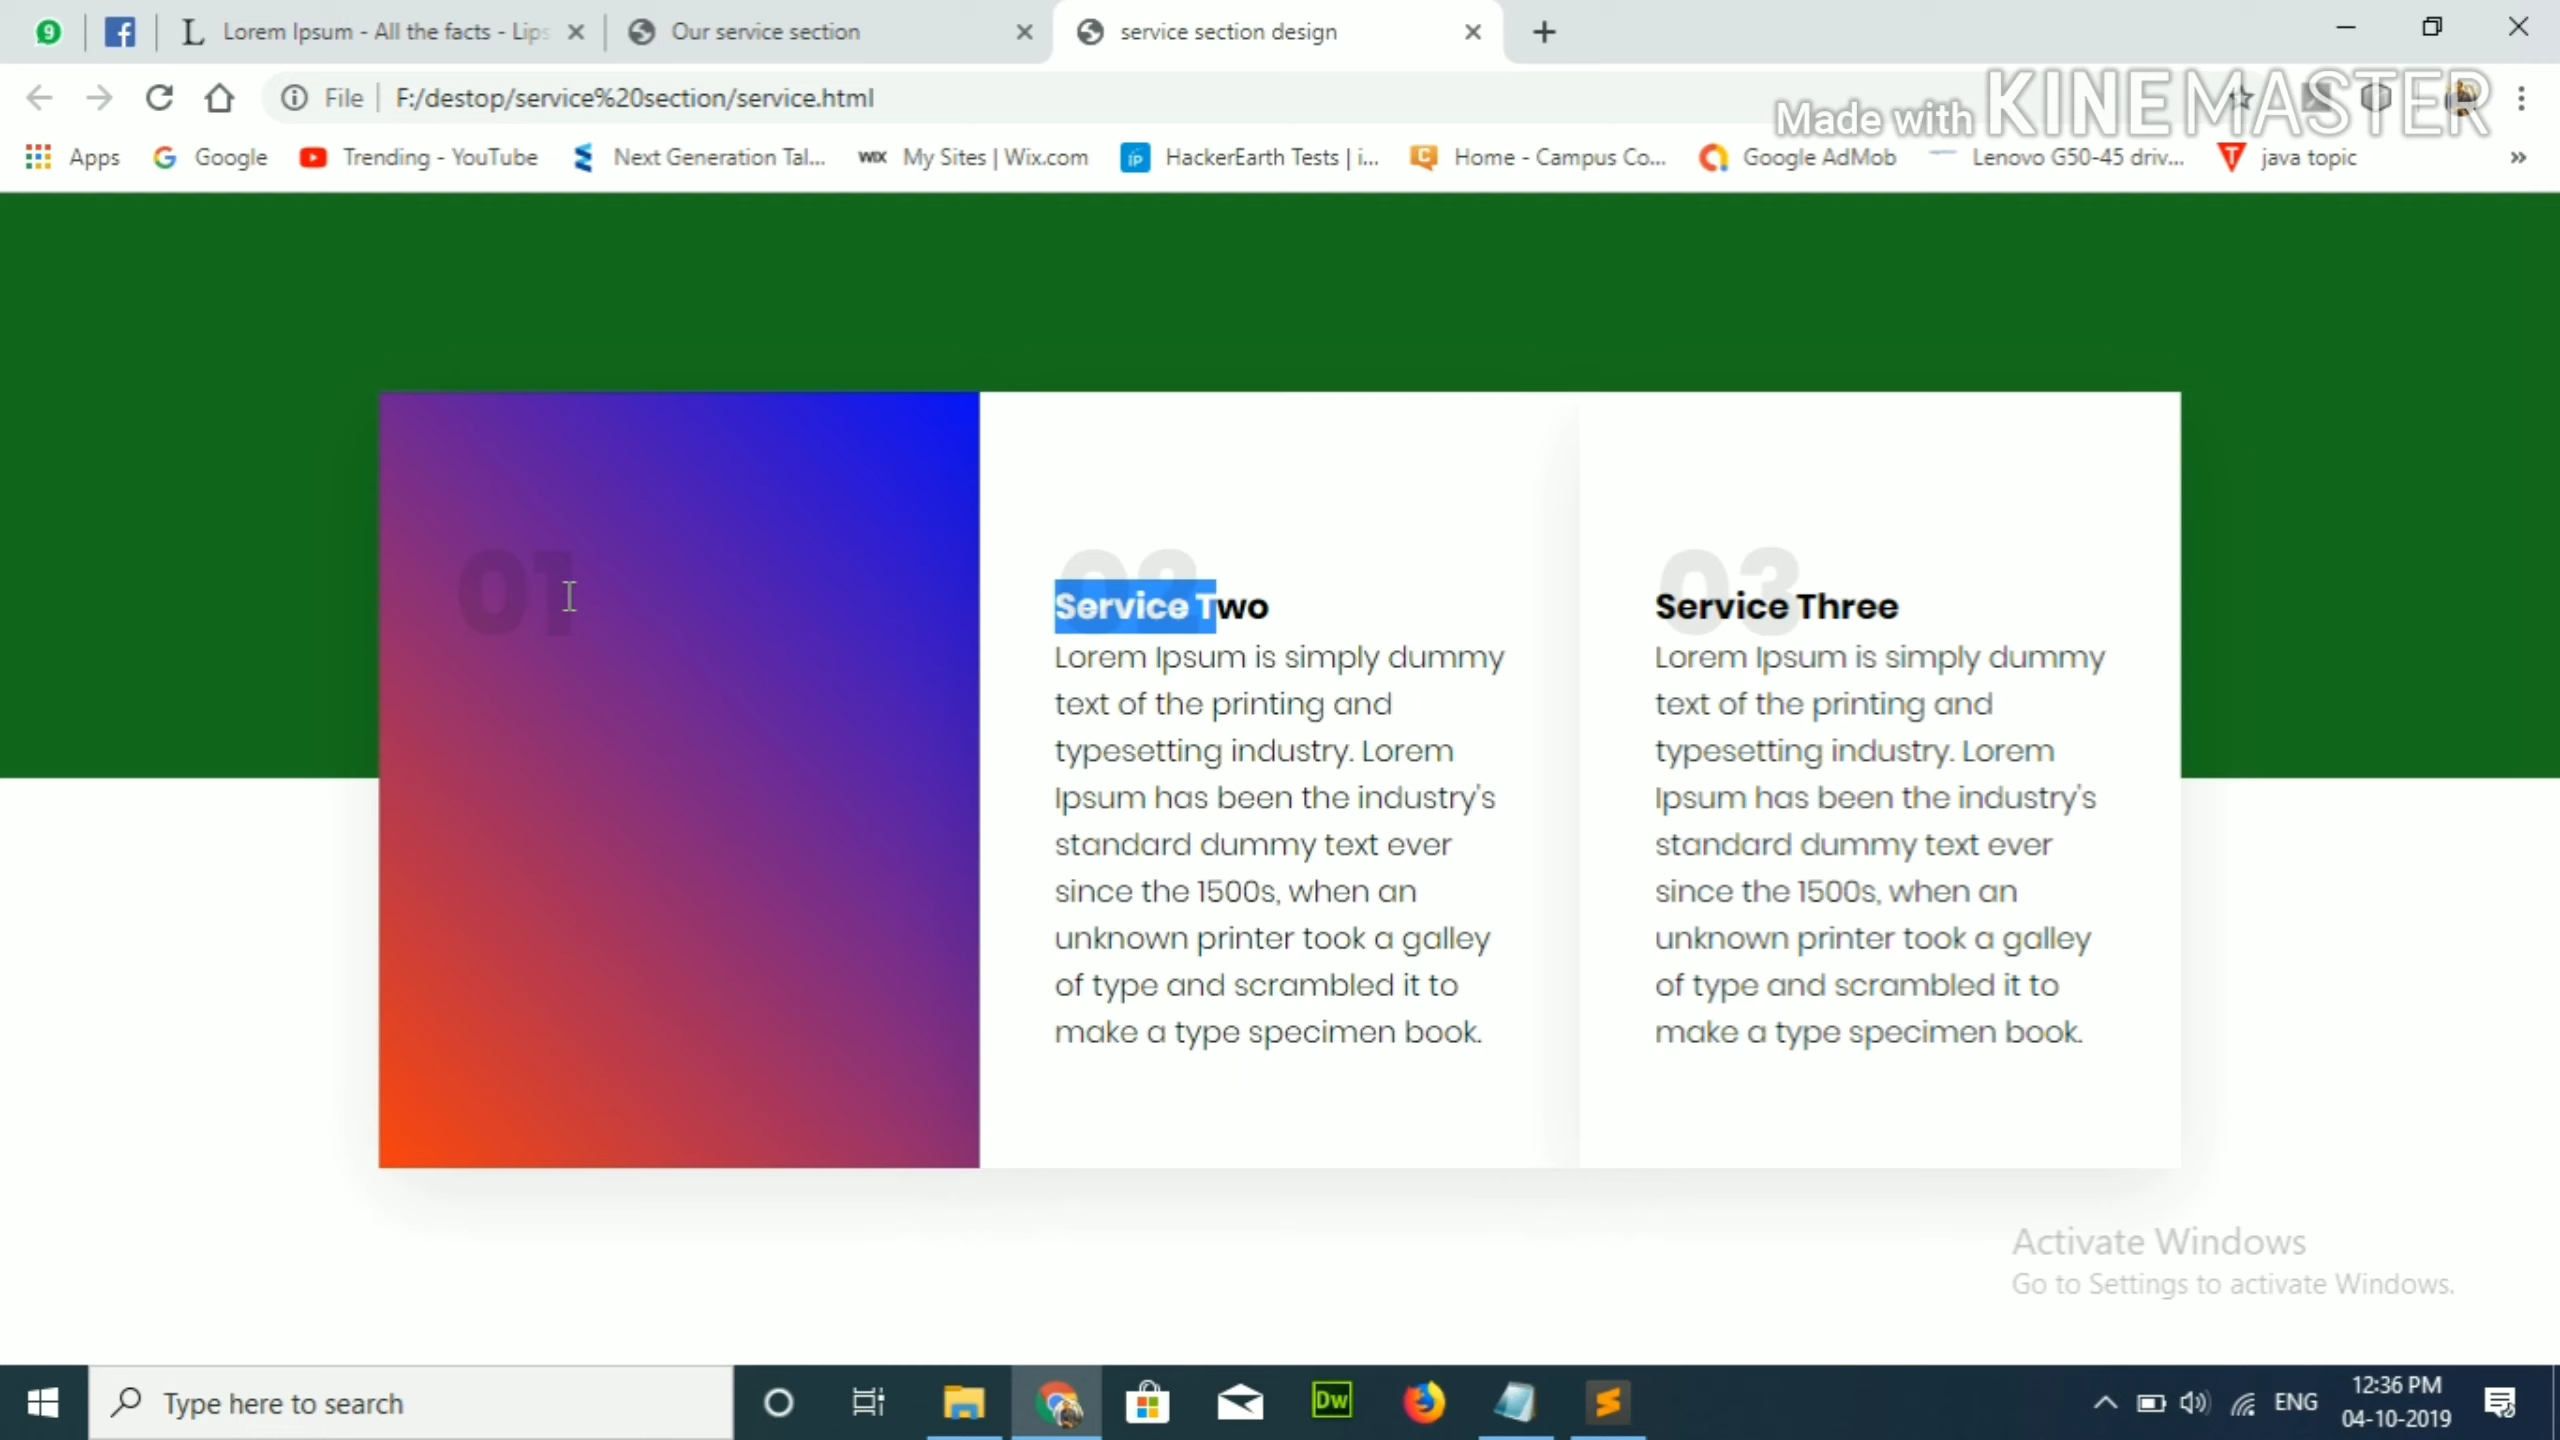 9
L Lorem Ipsum - All the facts - Lips
Our service section
service section design
File F:/destop/service%20section/service.html
Made with KINEMASTER
Apps
Google
Trending - YouTube
Next Generation Tal...
WIX My Sites | Wix.com
ip HackerEarth Tests | i...
C Home - Campus Co...
Google AdMob
Lenovo G50-45 driv...
T java topic
»
01
02
Service Two
Lorem Ipsum is simply dummy
text of the printing and
typesetting industry. Lorem
Ipsum has been the industry's
standard dummy text ever
since the 1500s, when an
unknown printer took a galley
of type and scrambled it to
make a type specimen book.
03
Service Three
Lorem Ipsum is simply dummy
text of the printing and
typesetting industry. Lorem
Ipsum has been the industry's
standard dummy text ever
since the 1500s, when an
unknown printer took a galley
of type and scrambled it to
make a type specimen book.
Activate Windows
Go to Settings to activate Windows.
Type here to search
Dw
ENG
12:36 PM
04-10-2019